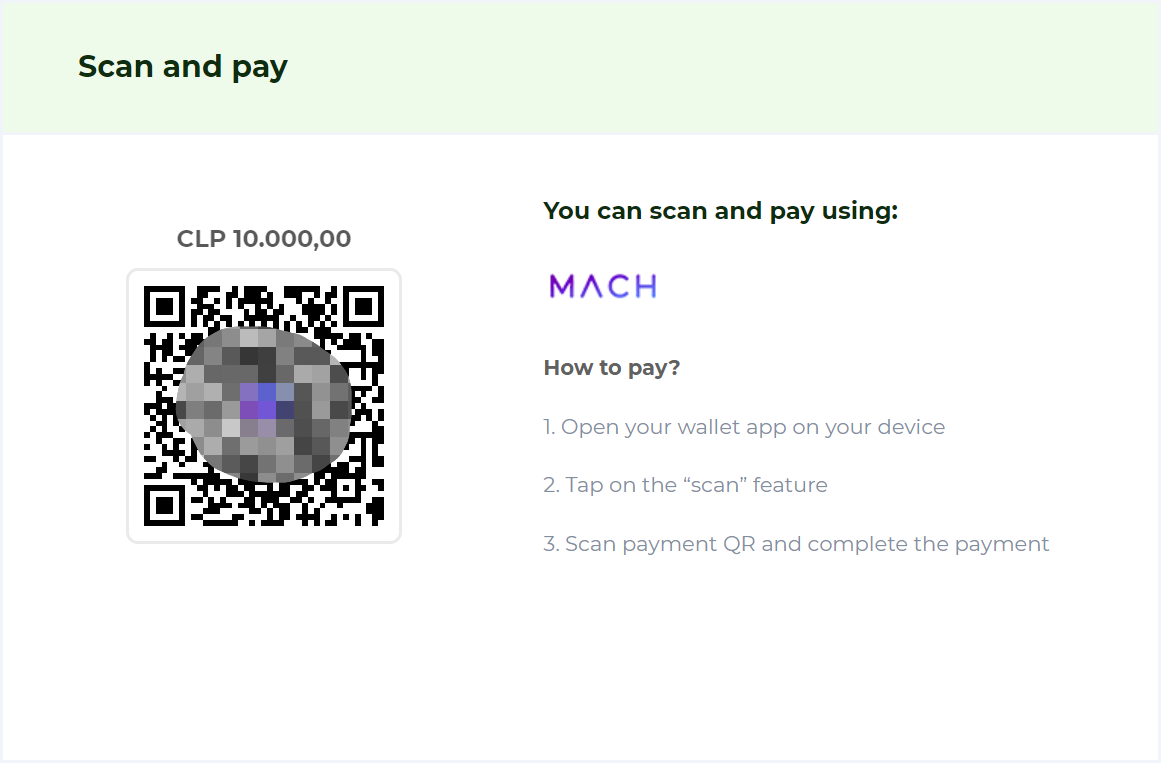 Scan and pay
CLP 10.000,00
You can scan and pay using:
MACH
How to pay?
1. Open your wallet app on your device
2. Tap on the “scan” feature
3. Scan payment QR and complete the payment